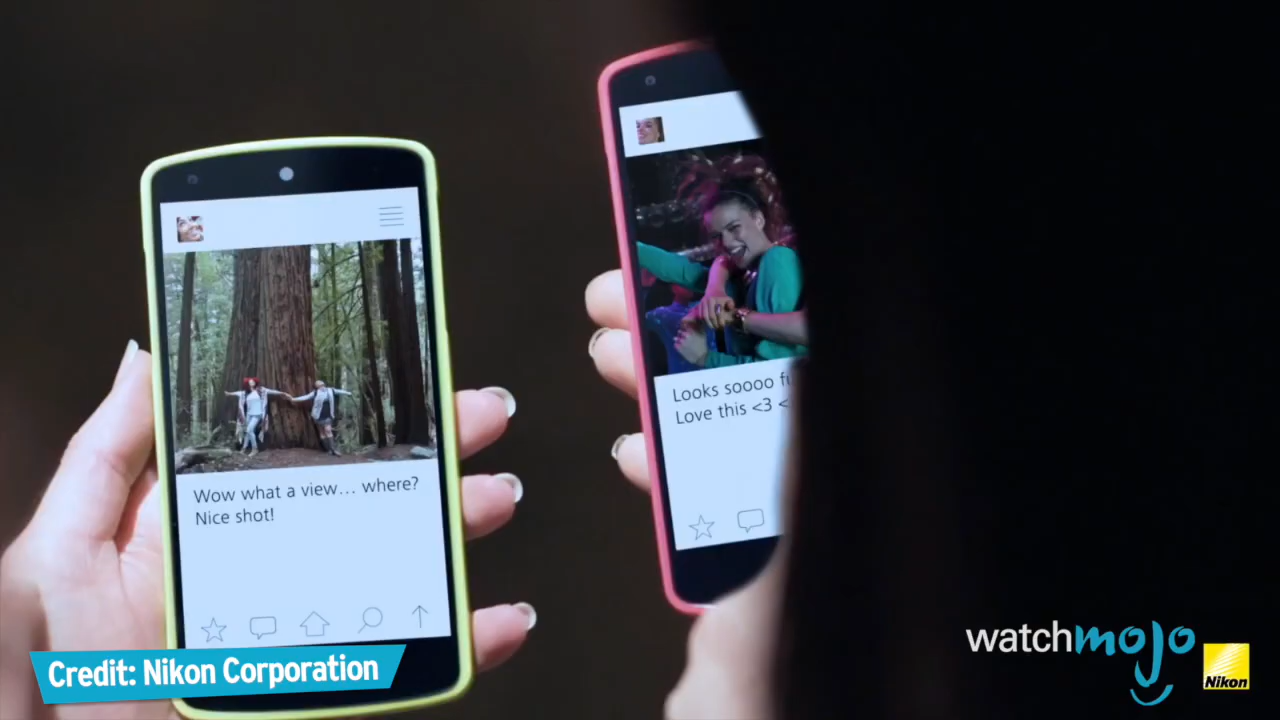 Wow what a view... where?
Nice shot!
Looks soooo
Love this <3
Credit: Nikon Corporation
watchmojo
Nikon